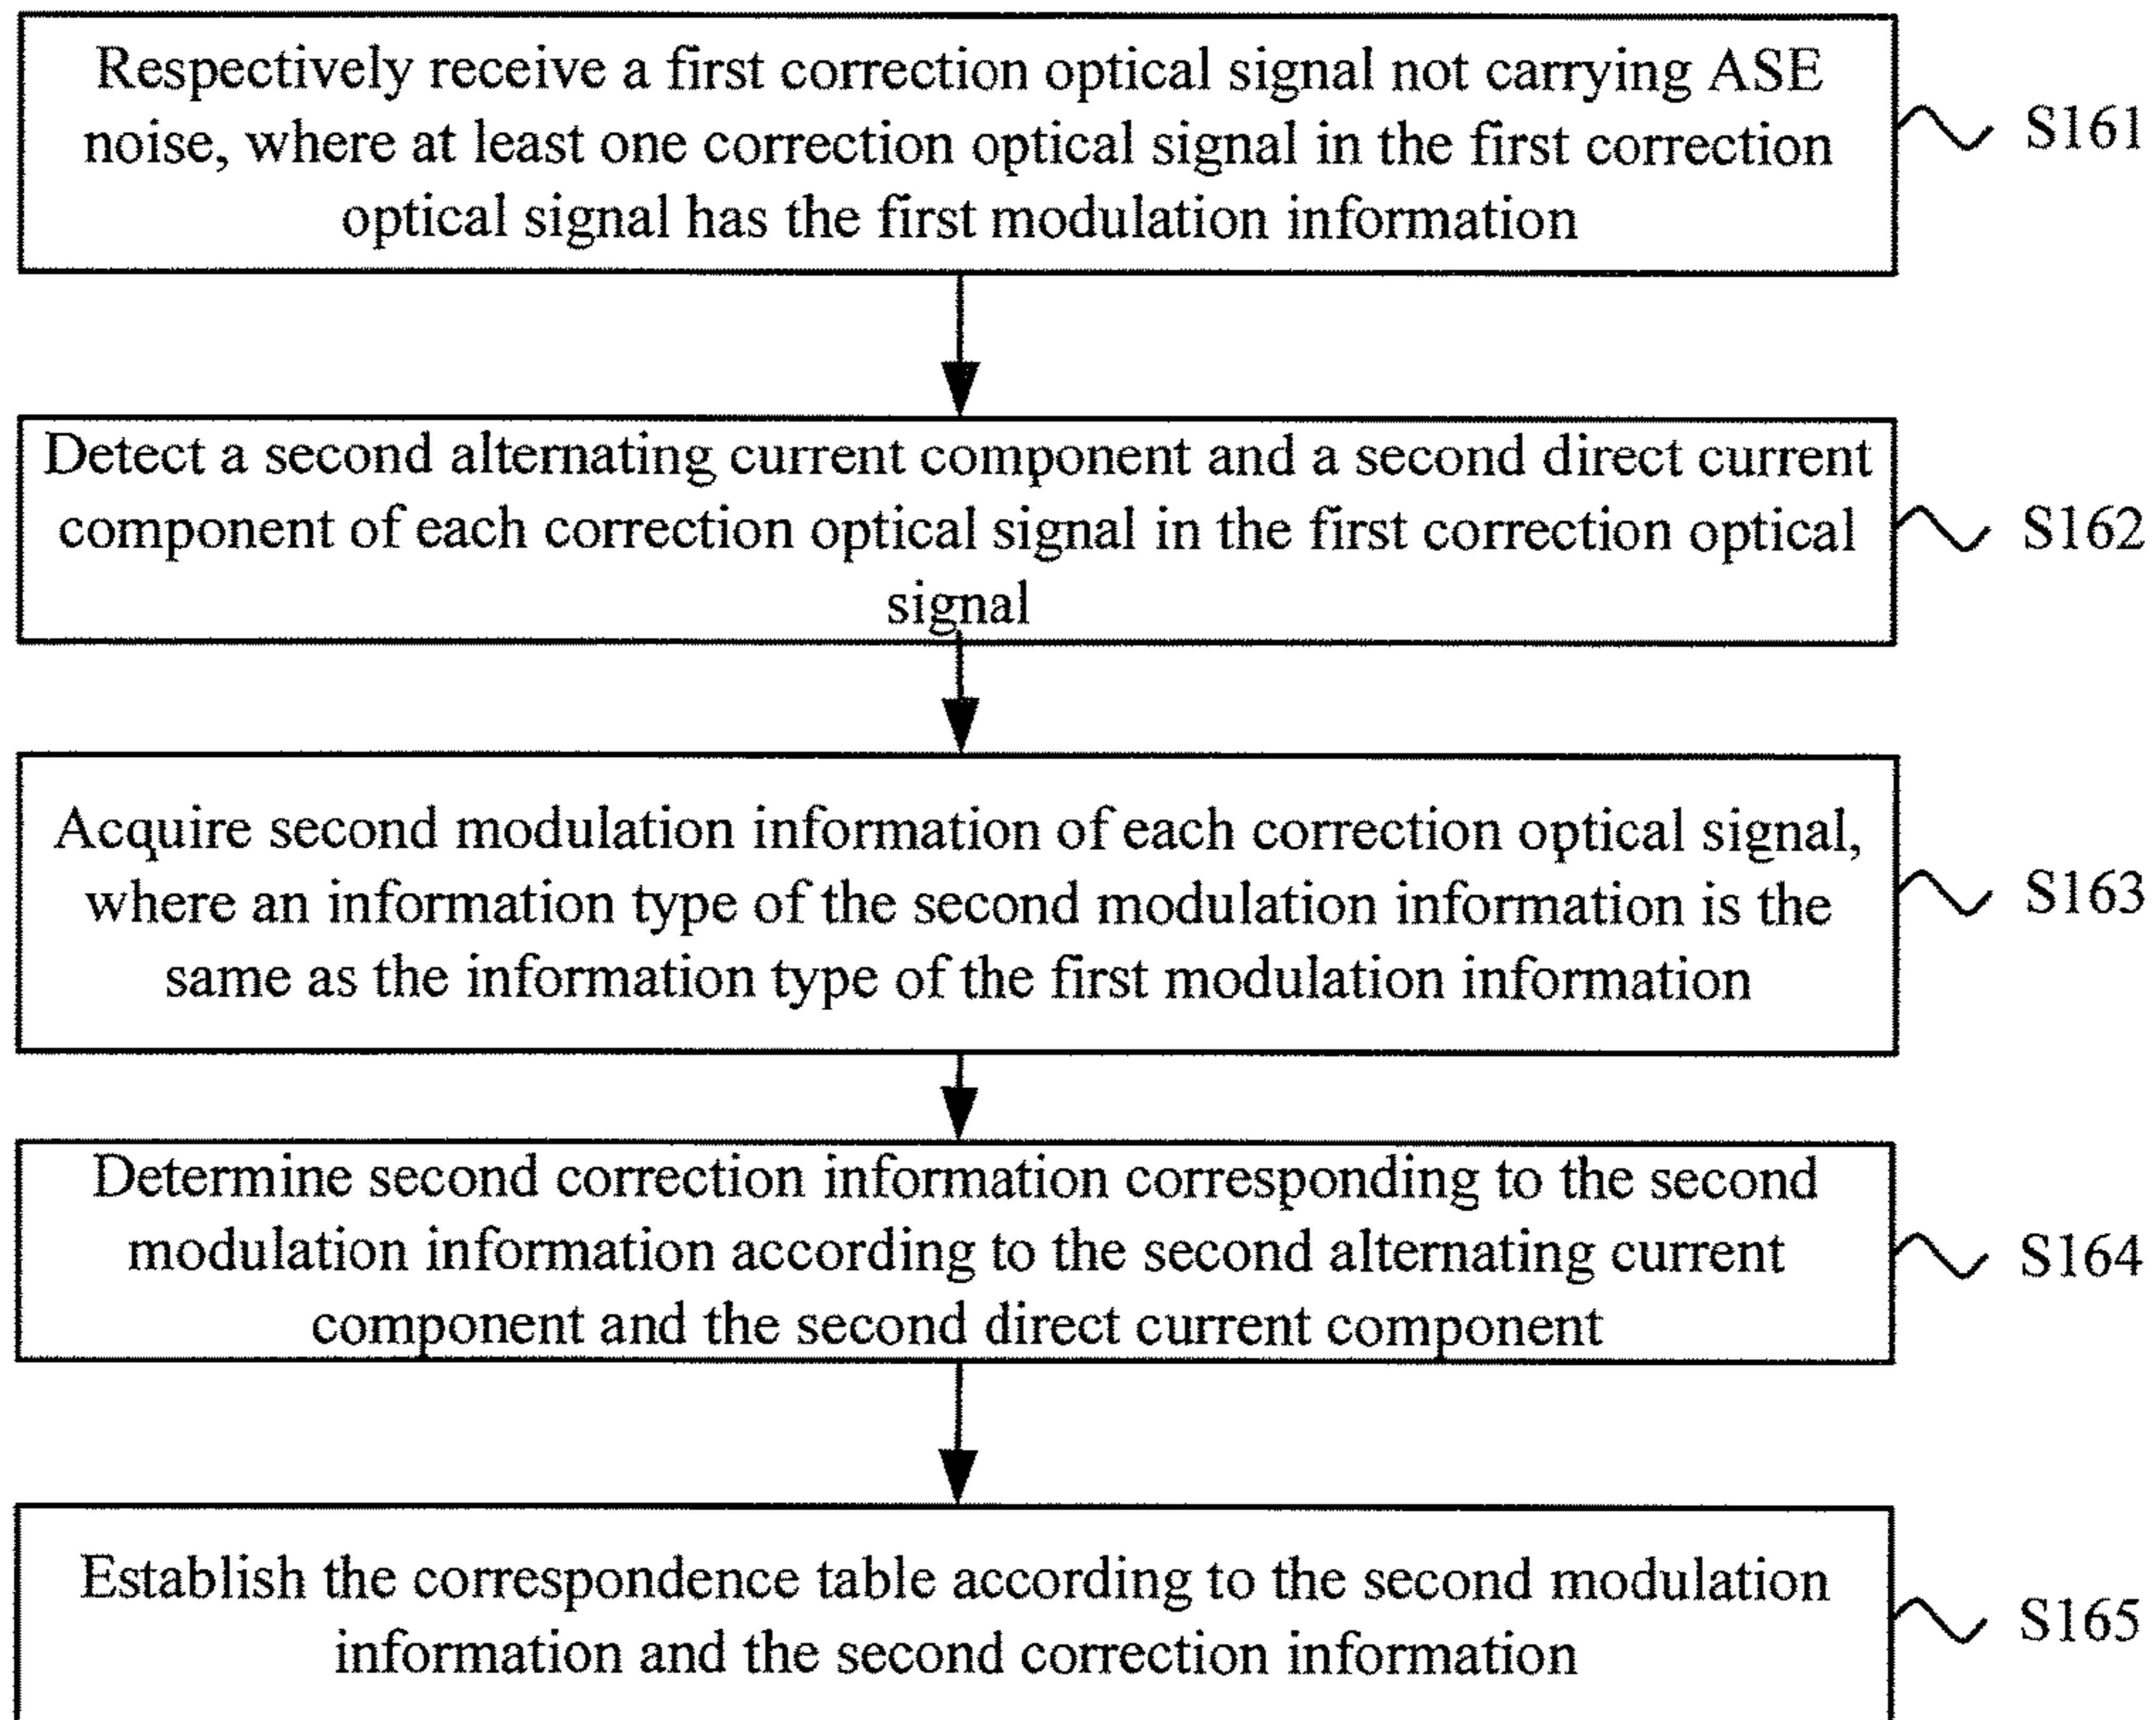 Respectively receive a first correction optical signal not carrying ASE
noise, where at least one correction optical signal in the first correction
optical signal has the first modulation information
S161
Detect a second alternating current component and a second direct current
component of each correction optical signal in the first correction optical
signal
S162
Acquire second modulation information of each correction optical signal,
where an information type of the second modulation information is the
same as the information type of the first modulation information
S163
Determine second correction information corresponding to the second
modulation information according to the second alternating current
component and the second direct current component
S164
Establish the correspondence table according to the second modulation
information and the second correction information
S165